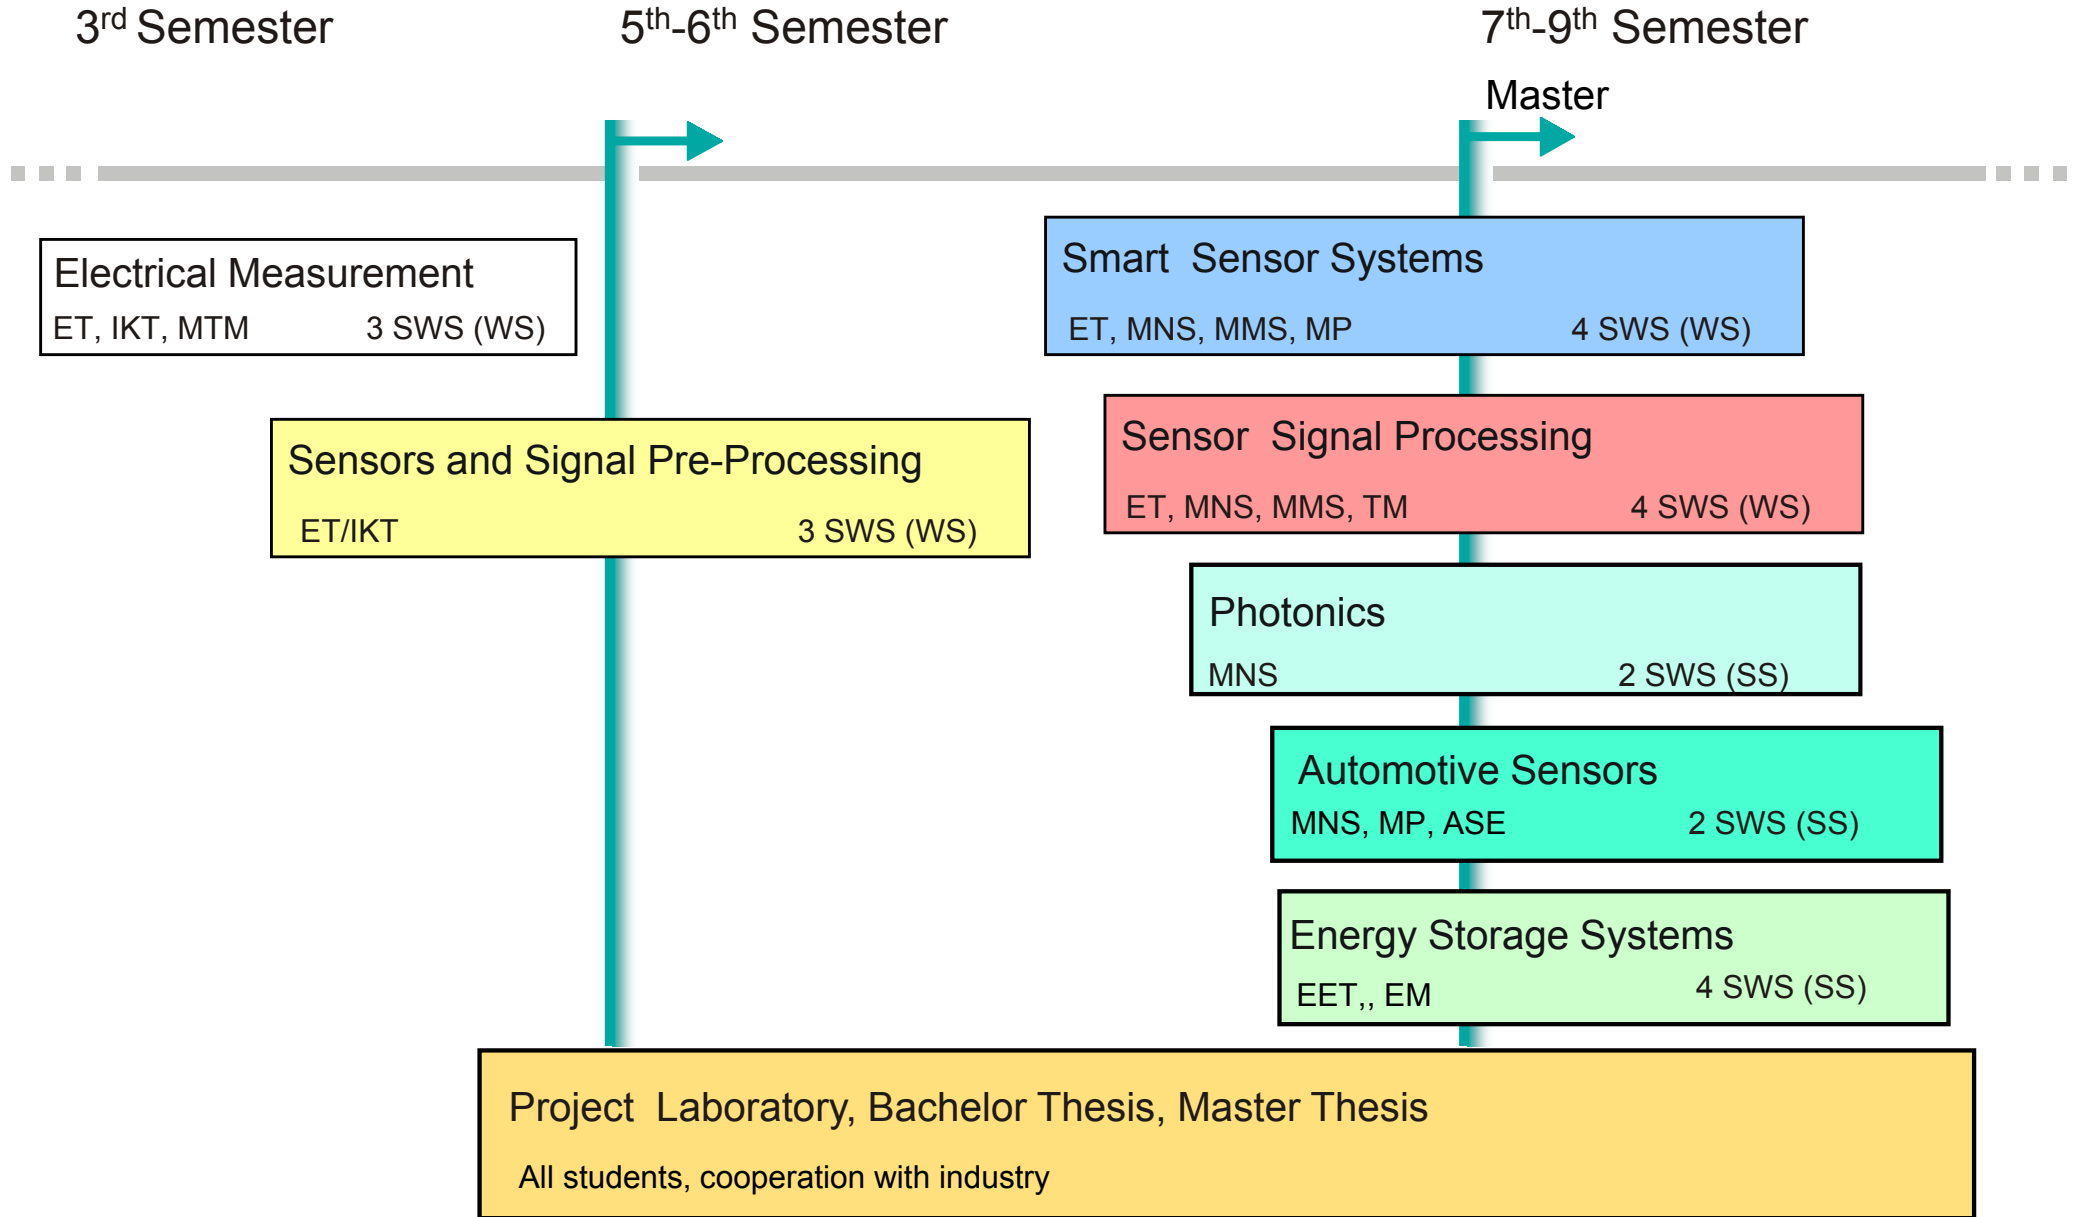 3rd Semester
5th-6th Semester
7th-9th Semester
Master
Electrical Measurement
ET, IKT, MTM 3 SWS (WS)
Smart Sensor Systems
ET, MNS, MMS, MP 4 SWS (WS)
Sensors and Signal Pre-Processing
ET/IKT 3 SWS (WS)
Sensor Signal Processing
ET, MNS, MMS, TM 4 SWS (WS)
Photonics
MNS 2 SWS (SS)
Automotive Sensors
MNS, MP, ASE 2 SWS (SS)
Energy Storage Systems
EET,, EM 4 SWS (SS)
Project Laboratory, Bachelor Thesis, Master Thesis
All students, cooperation with industry